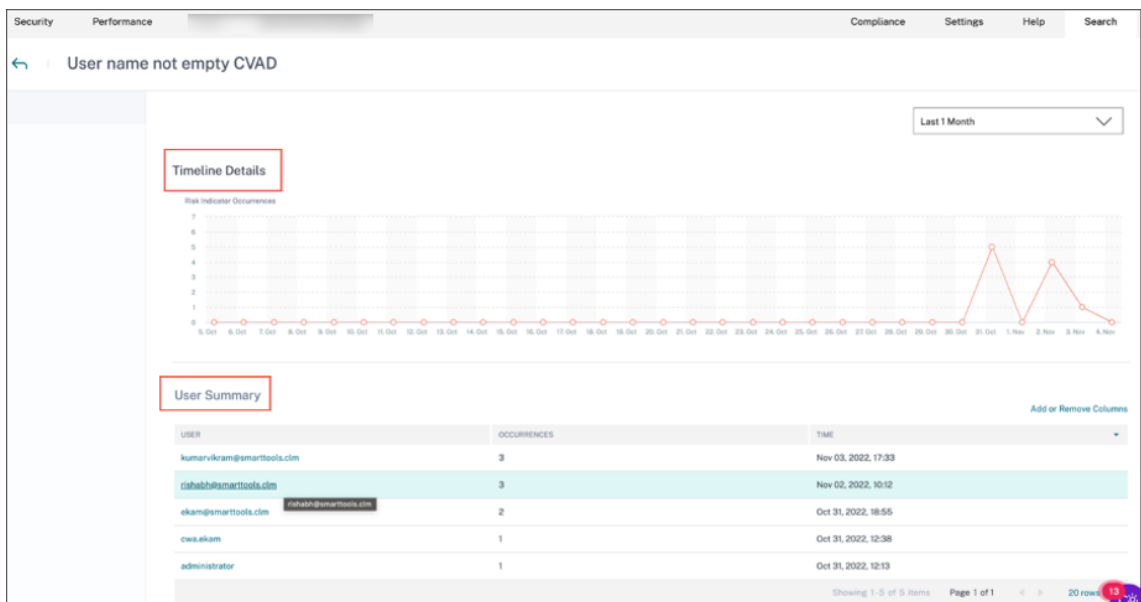 Security Performance Compliance Settings Help Search
User name not empty CVAD
Last 1 Month
Timeline Details
Risk Indicator Occurrences
7
6
5
4
3
2
1
0
5. Oct 6. Oct 7. Oct 8. Oct 9. Oct 10. Oct 11. Oct 12. Oct 13. Oct 14. Oct 15. Oct 16. Oct 17. Oct 18. Oct 19. Oct 20. Oct 21. Oct 22. Oct 23. Oct 24. Oct 25. Oct 26. Oct 27. Oct 28. Oct 29. Oct 30. Oct 31. Oct 1. Nov 2. Nov 3. Nov 4. Nov
User Summary
Add or Remove Columns
USER OCCURRENCES TIME
kumarvikram@smarttools.clm 3 Nov 03, 2022, 17:33
rishabh@smarttools.clm 3 Nov 02, 2022, 10:12
rishabh@smarttools.clm
ekam@smarttools.clm 2 Oct 31, 2022, 18:55
cwa.ekam 1 Oct 31, 2022, 12:38
administrator 1 Oct 31, 2022, 12:13
Showing 1-5 of 5 items Page 1 of 1 20 rows 13